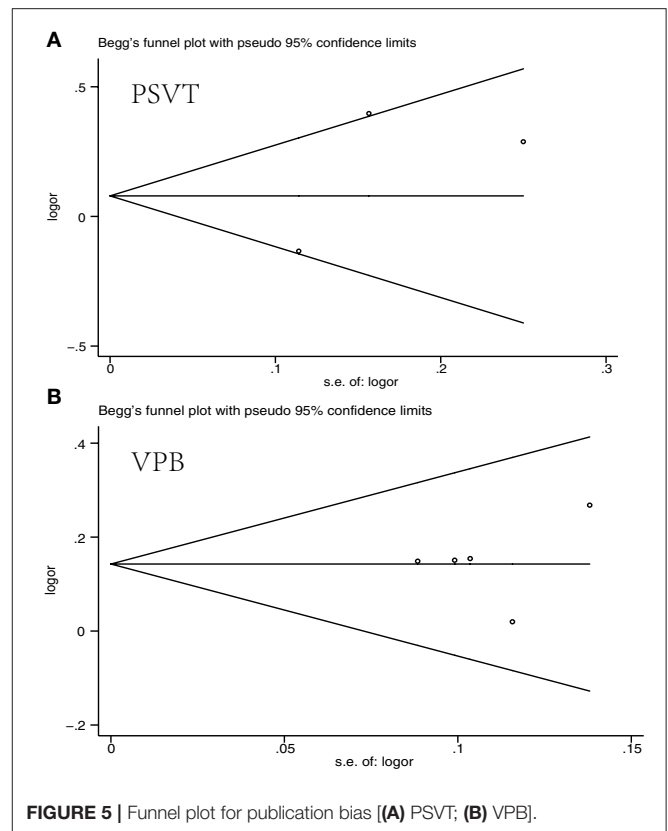 A
Begg's funnel plot with pseudo 95% confidence limits
PSVT
.5
0
-.5
logor
0
.1
.2
.3
s.e. of: logor
B
Begg's funnel plot with pseudo 95% confidence limits
VPB
.4
.2
0
-.2
logor
0
.05
.1
.15
s.e. of: logor
FIGURE 5 | Funnel plot for publication bias [(A) PSVT; (B) VPB].